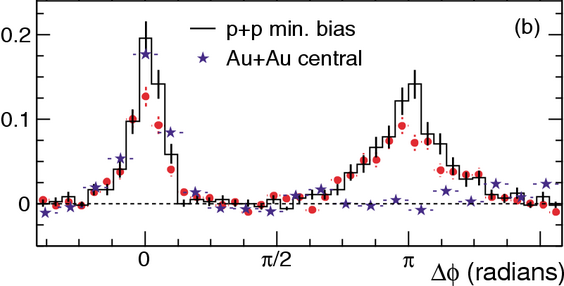 0.2
p+p min. bias
(b)
Au+Au central
0.1
0
0
π/2
π
Δϕ (radians)